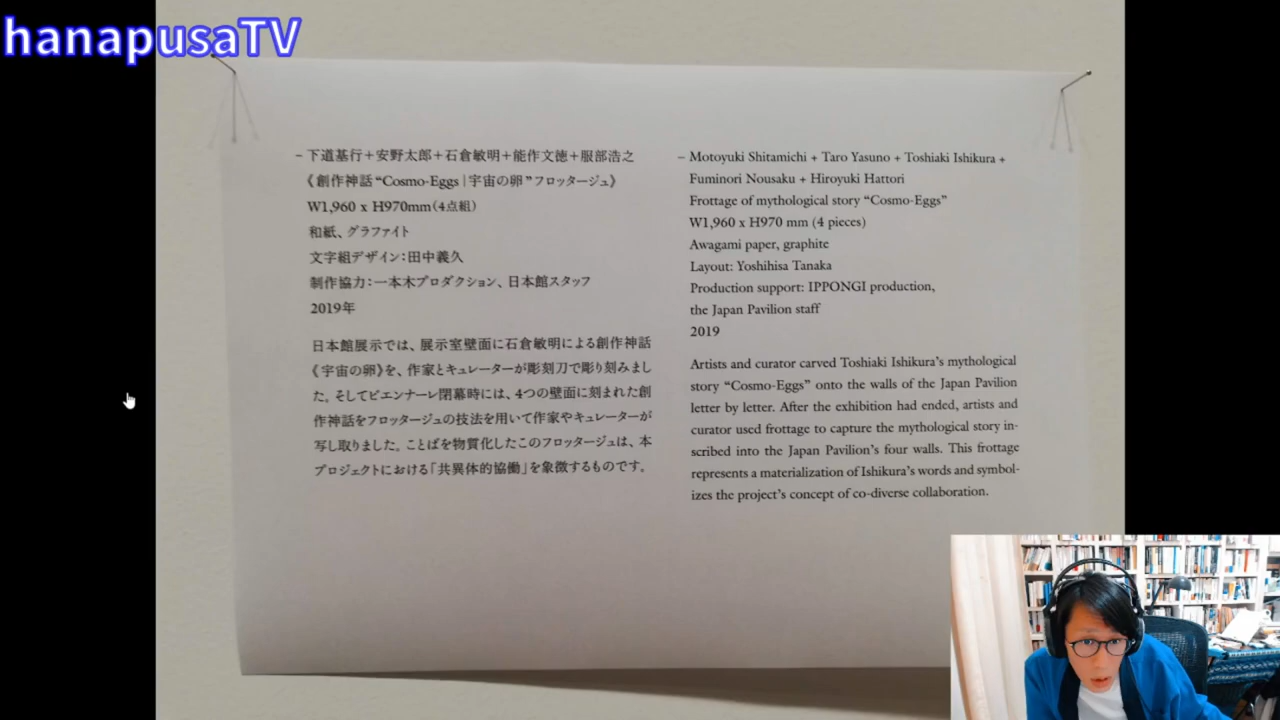 hanapusaTV
– 下道基行＋安野太郎＋石倉敏明＋能作文徳＋服部浩之
《創作神話“Cosmo-Eggs｜宇宙の卵”フロッタージュ》
W1,960 x H970mm（4点組）
和紙、グラファイト
文字組デザイン：田中義久
制作協力：一本木プロダクション、日本館スタッフ
2019年
日本館展示では、展示室壁面に石倉敏明による創作神話
《宇宙の卵》を、作家とキュレーターが彫刻刀で彫り刻みまし
た。そしてビエンナーレ閉幕時には、4つの壁面に刻まれた創
作神話をフロッタージュの技法を用いて作家やキュレーターが
写し取りました。ことばを物質化したこのフロッタージュは、本
プロジェクトにおける「共異体的協働」を象徴するものです。
– Motoyuki Shitamichi + Taro Yasuno + Toshiaki Ishikura +
Fuminori Nousaku + Hiroyuki Hattori
Frottage of mythological story “Cosmo-Eggs”
W1,960 x H970 mm (4 pieces)
Awagami paper, graphite
Layout: Yoshihisa Tanaka
Production support: IPPONGI production,
the Japan Pavilion staff
2019
Artists and curator carved Toshiaki Ishikura’s mythological
story “Cosmo-Eggs” onto the walls of the Japan Pavilion
letter by letter. After the exhibition had ended, artists and
curator used frottage to capture the mythological story in-
scribed into the Japan Pavilion’s four walls. This frottage
represents a materialization of Ishikura’s words and symbol-
izes the project’s concept of co-diverse collaboration.